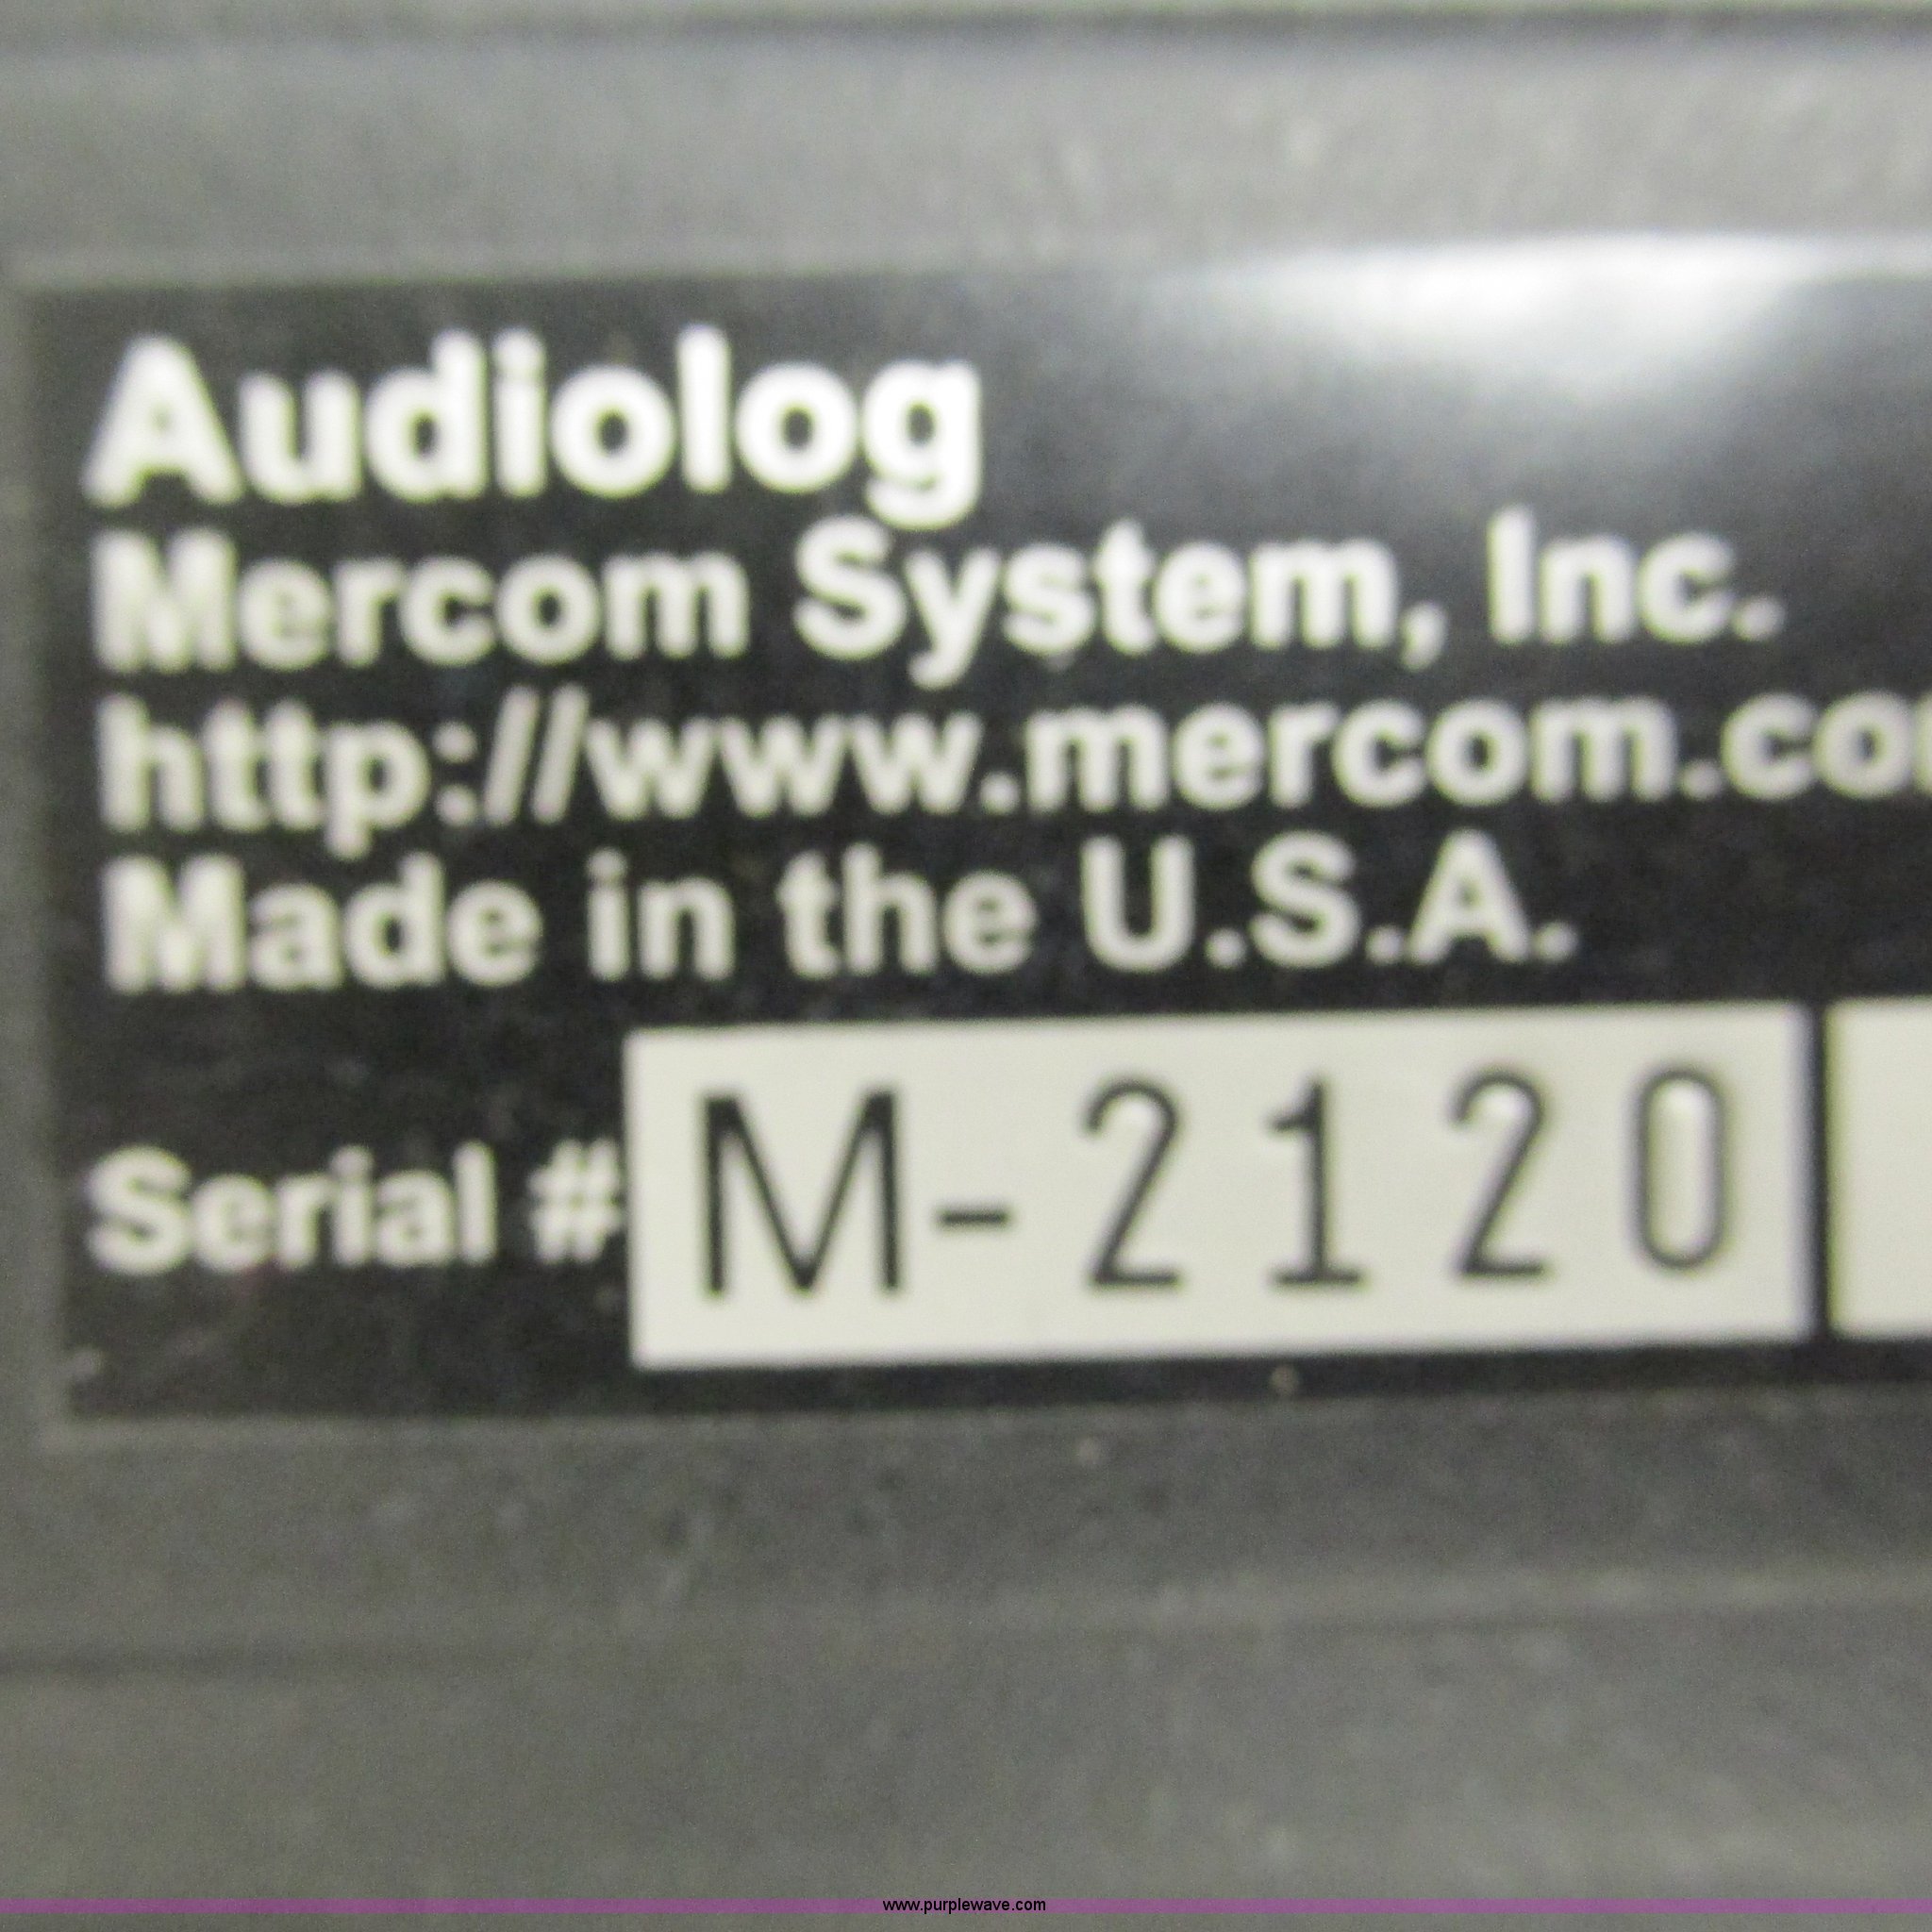 Audiolog
Mercom System, Inc.
http://www.mercom.co
Made in the U.S.A.
Serial # M-2120
www.purplewave.com